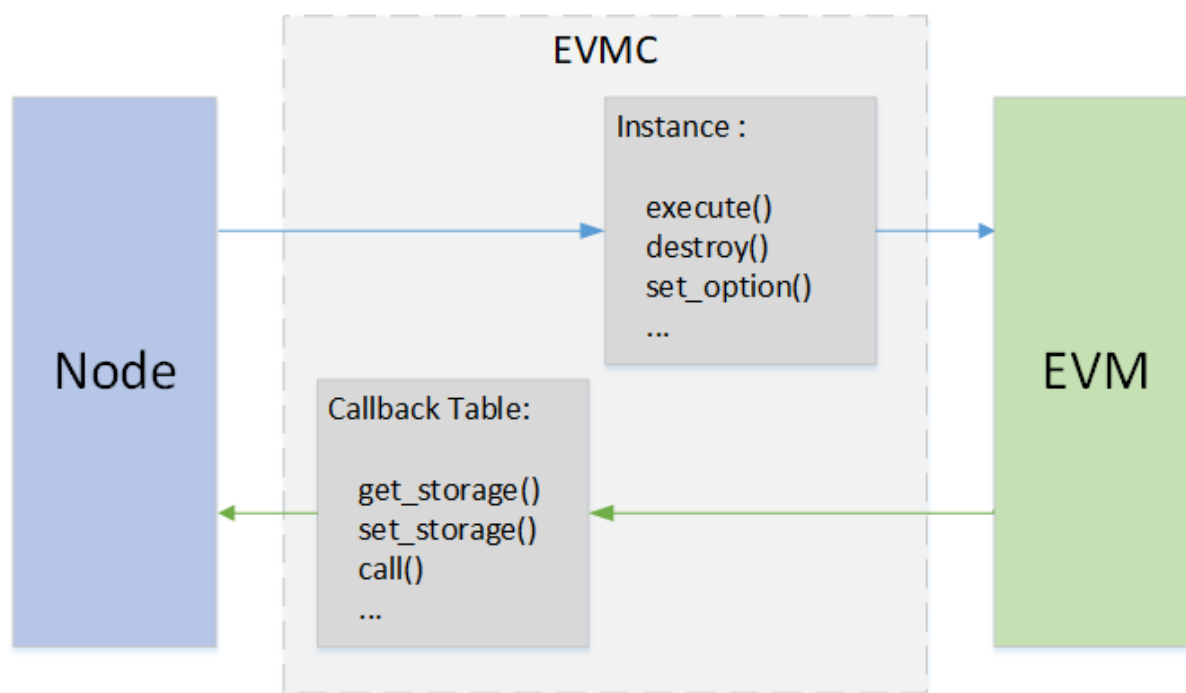 EVMC
Node
Instance :
execute()
destroy()
set_option()
...
Callback Table:
get_storage()
set_storage()
call()
...
EVM